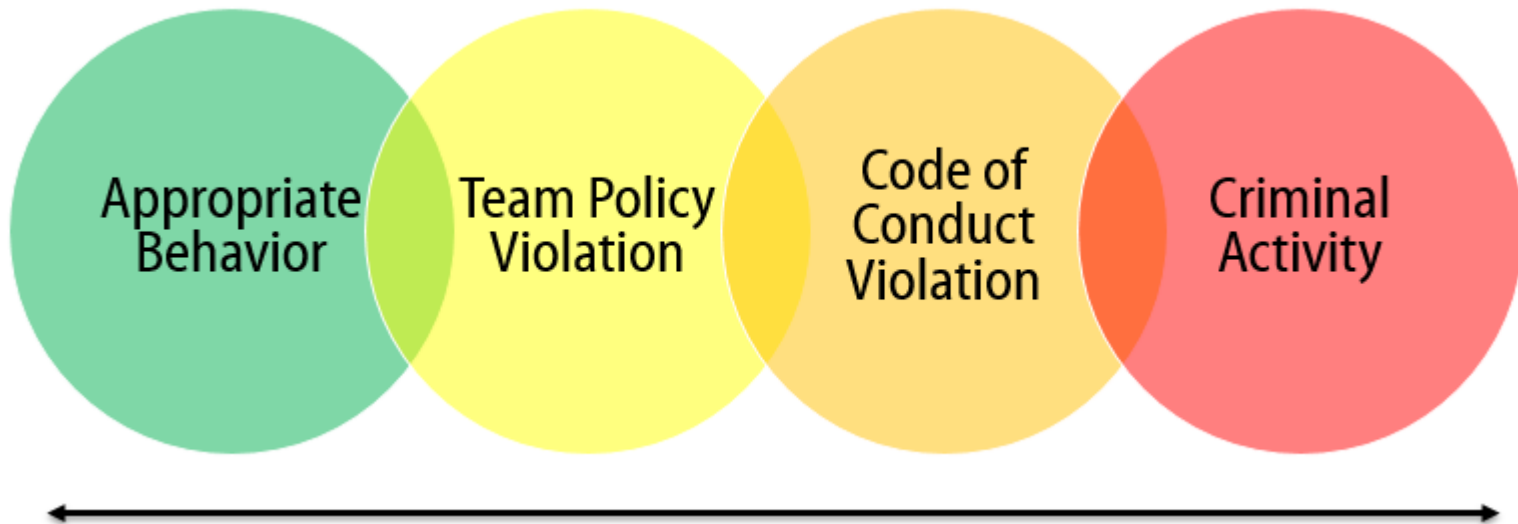 Appropriate
Behavior
Team Policy
Violation
Code of
Conduct
Violation
Criminal
Activity